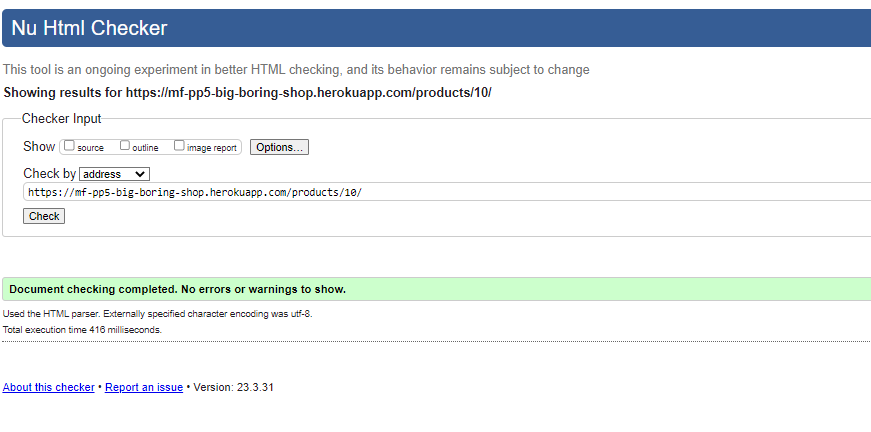 Nu Html Checker
This tool is an ongoing experiment in better HTML checking, and its behavior remains subject to change
Showing results for https://mf-pp5-big-boring-shop.herokuapp.com/products/10/
Checker Input
Show source outline image report Options...
Check by address
https://mf-pp5-big-boring-shop.herokuapp.com/products/10/
Check
Document checking completed. No errors or warnings to show.
Used the HTML parser. Externally specified character encoding was utf-8.
Total execution time 416 milliseconds.
About this checker • Report an issue • Version: 23.3.31